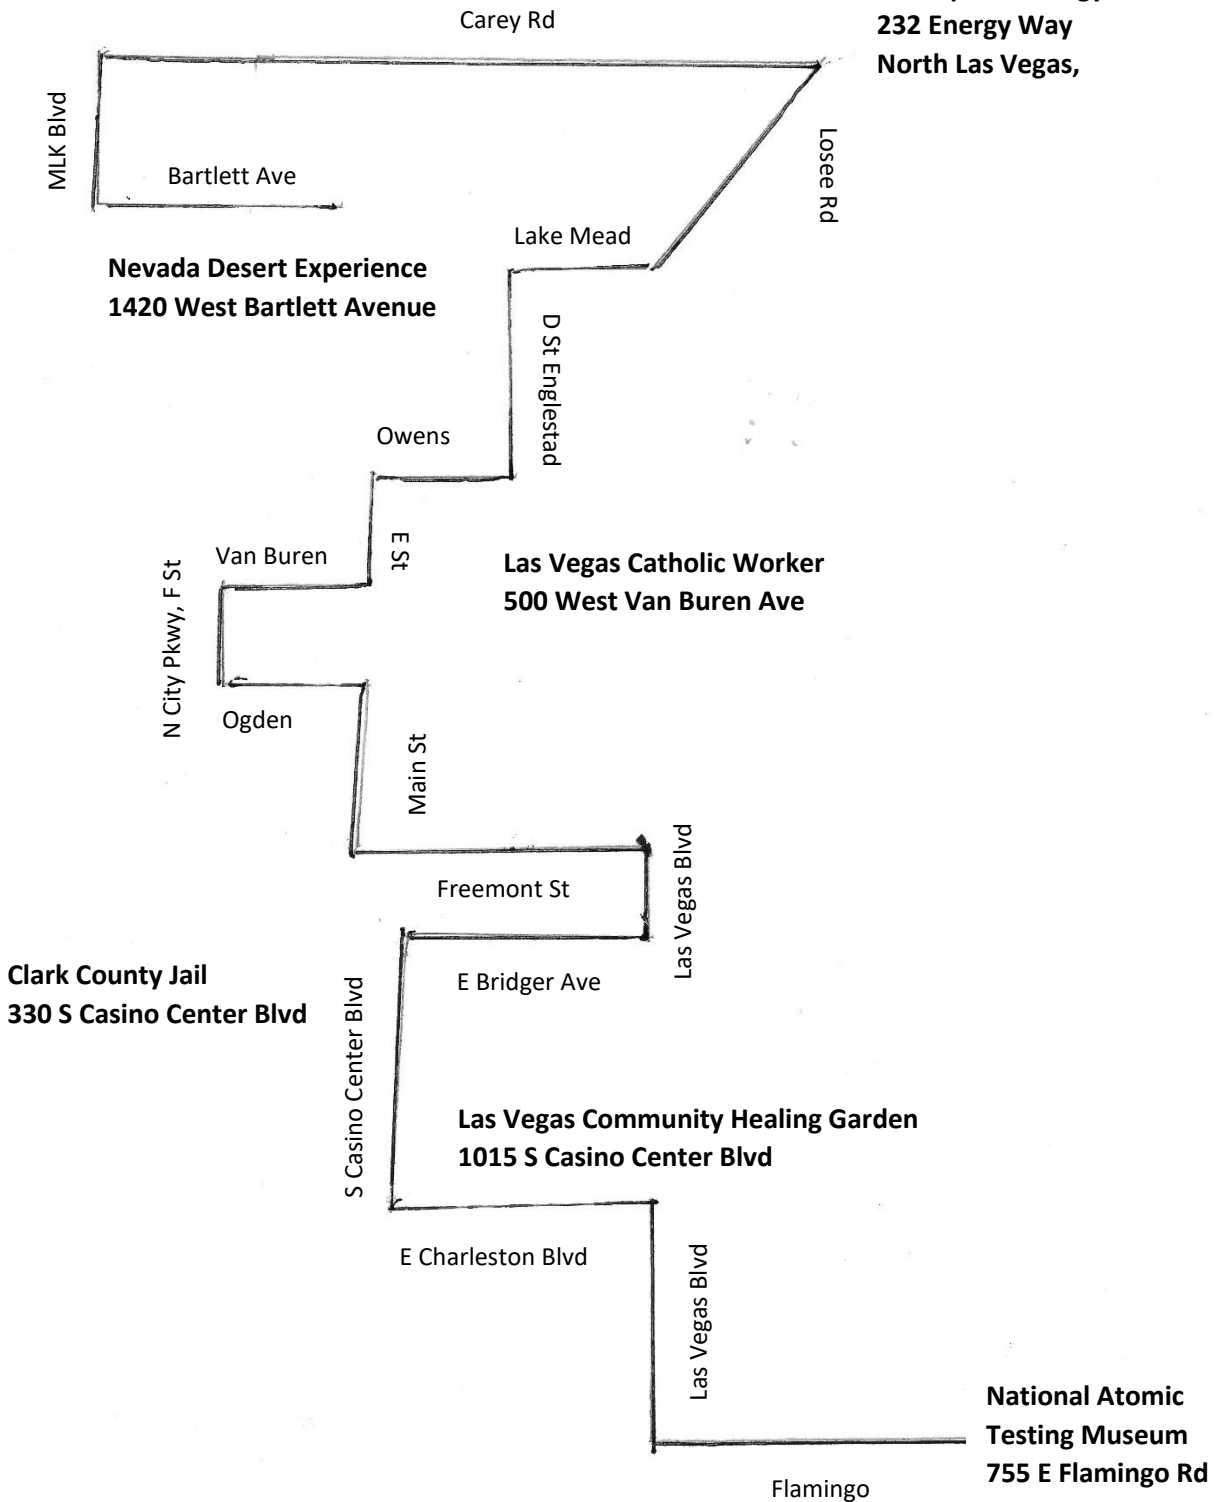 Carey Rd
232 Energy Way
North Las Vegas,
MLK Blvd
Bartlett Ave
Losee Rd
Lake Mead
Nevada Desert Experience
1420 West Bartlett Avenue
D St Englestad
Owens
E St
Van Buren
Las Vegas Catholic Worker
500 West Van Buren Ave
N City Pkwy, F St
Ogden
Main St
Freemont St
Las Vegas Blvd
E Bridger Ave
Clark County Jail
330 S Casino Center Blvd
S Casino Center Blvd
Las Vegas Community Healing Garden
1015 S Casino Center Blvd
E Charleston Blvd
Las Vegas Blvd
National Atomic
Testing Museum
755 E Flamingo Rd
Flamingo